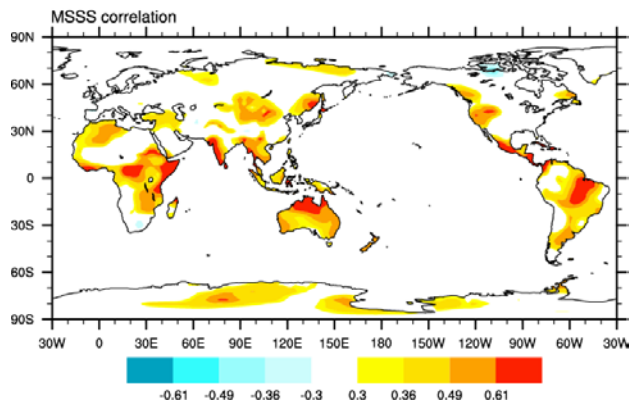 MSSS correlation
90N
60N
30N
0
30S
60S
90S
30W 0 30E 60E 90E 120E 150E 180 150W 120W 90W 60W 30W
-0.61 -0.49 -0.36 -0.3 0.3 0.36 0.49 0.61